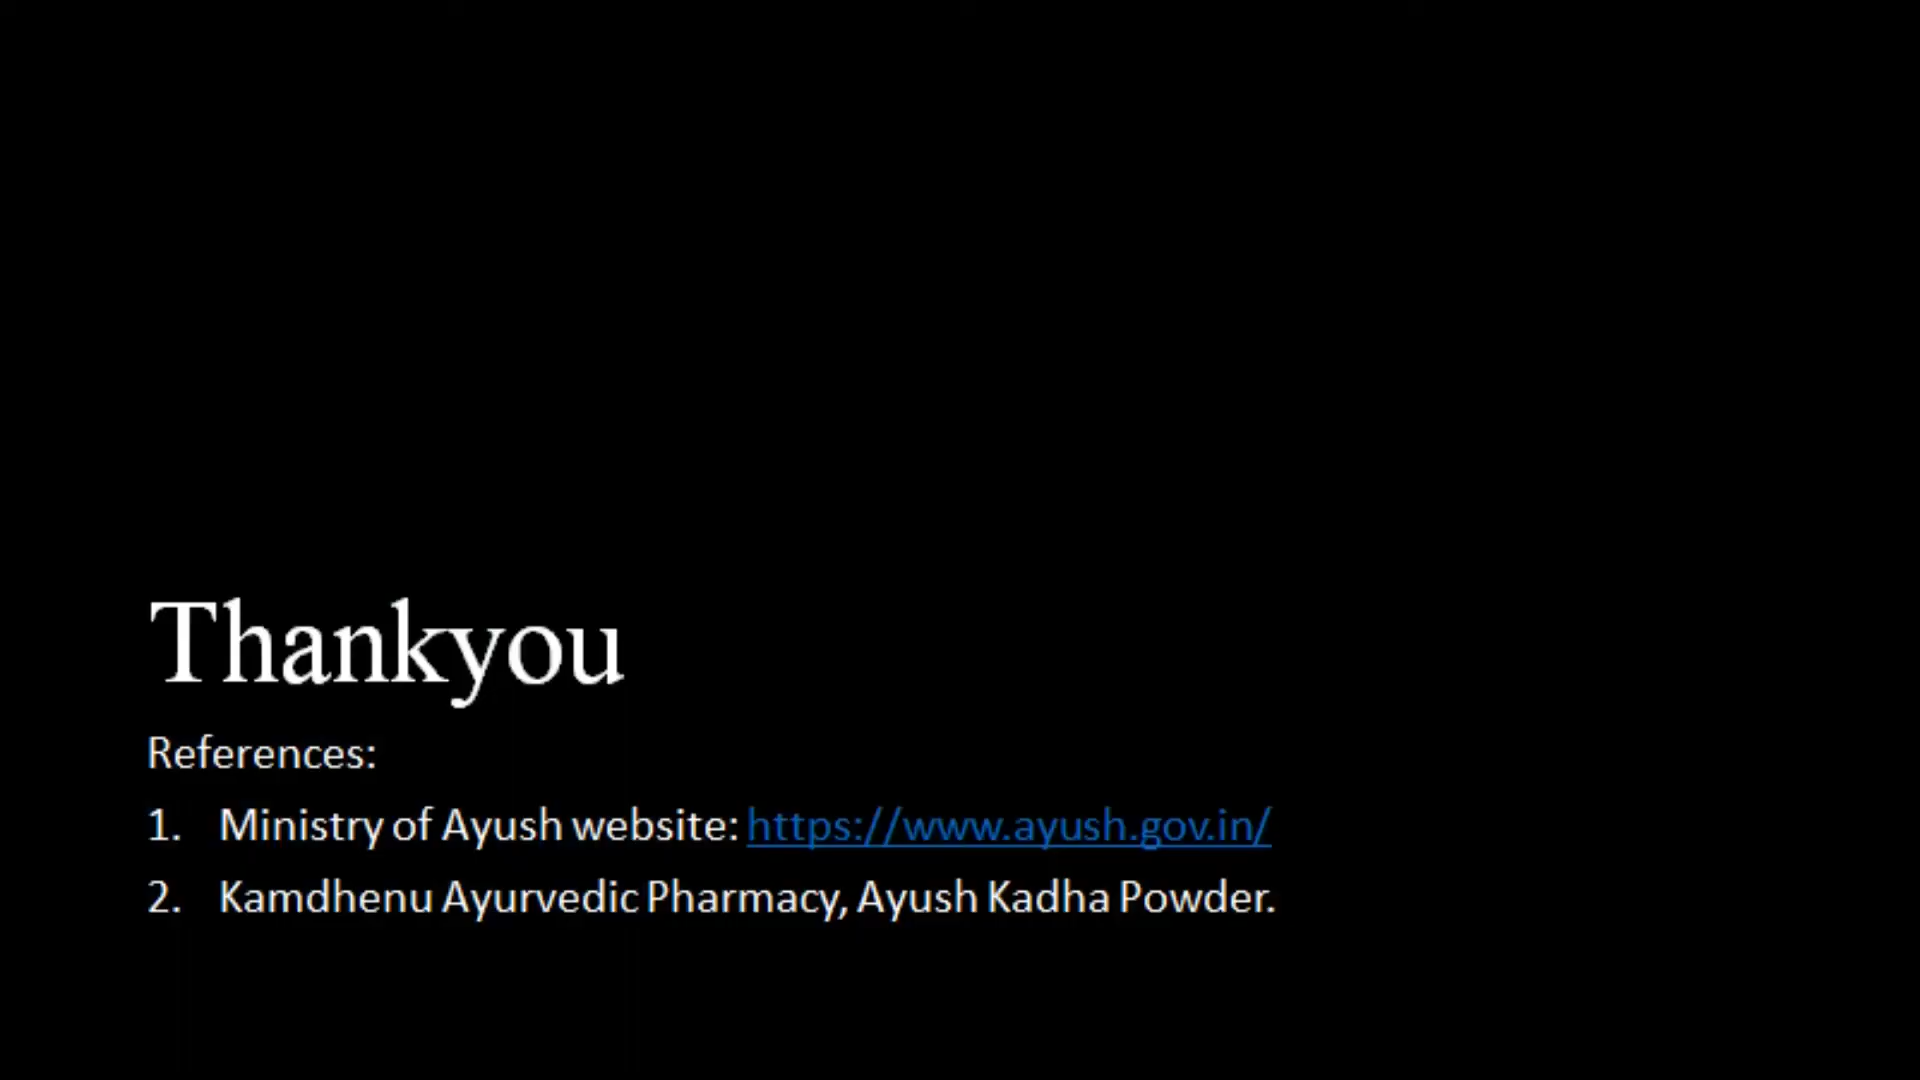 Thankyou
References:
1. Ministry of Ayush website: https://www.ayush.gov.in/
2. Kamdhenu Ayurvedic Pharmacy, Ayush Kadha Powder.